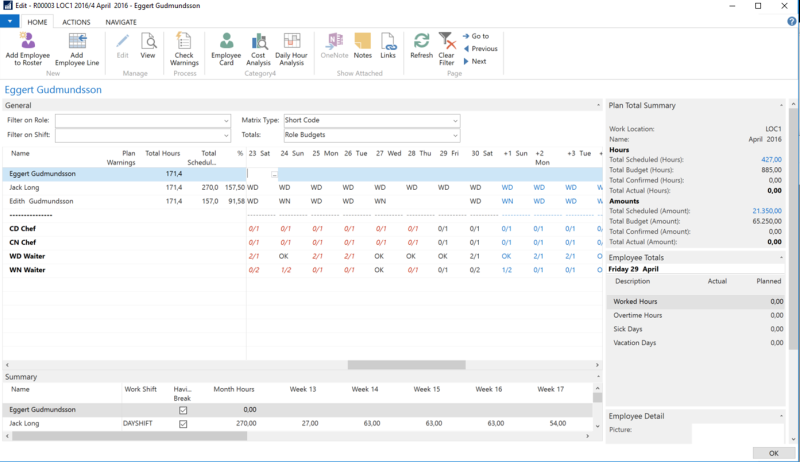 Edit - R00003 LOC1 2016/4 April 2016 - Eggert Gudmundsson
HOME ACTIONS NAVIGATE
Add Employee to Roster
Add Employee Line
Edit
View
Check Warnings
Employee Card
Cost Analysis
Daily Hour Analysis
OneNote
Notes
Links
Refresh
Clear Filter
Go to
Previous
Next
New Manage Process Category4 Show Attached Page
Eggert Gudmundsson
General
Filter on Role: Matrix Type: Short Code
Filter on Shift: Totals: Role Budgets
Name Plan Warnings Total Hours Total Schedul... % 23 Sat 24 Sun 25 Mon 26 Tue 27 Wed 28 Thu 29 Fri 30 Sat +1 Sun +2 Mon +3 Tue +
Eggert Gudmundsson 171,4 ...
Jack Long 171,4 270,0 157,50 WD WD WD WD WD WD WD WD WD WD WD W
Edith Gudmundsson 171,4 157,0 91,58 WD WN WD WN WN WD WN WD WN W
--------------
CD Chef 0/1 0/1 0/1 0/1 0/1 0/1 0/1 0/1 0/1 0/1 0/1 0/
CN Chef 0/1 0/1 0/1 0/1 0/1 0/1 0/1 0/1 0/1 0/1 0/1 0/
WD Waiter 2/1 OK 2/1 2/1 OK OK OK 2/1 OK 2/1 2/1 O
WN Waiter 0/2 1/2 0/1 0/1 OK 0/1 0/1 0/2 1/2 0/1 0/1 O
Summary
Name Work Shift Havi... Break Month Hours Week 13 Week 14 Week 15 Week 16 Week 17
Eggert Gudmundsson 0,00
Jack Long DAYSHIFT 270,00 27,00 63,00 63,00 63,00 54,00
Plan Total Summary
Work Location: LOC1
Name: April 2016
Hours
Total Scheduled (Hours): 427,00
Total Budget (Hours): 885,00
Total Confirmed (Hours): 0,00
Total Actual (Hours): 0,00
Amounts
Total Scheduled (Amount): 21.350,00
Total Budget (Amount): 65.250,00
Total Confirmed (Amount): 0,00
Total Actual (Amount): 0,00
Employee Totals
Friday 29 April
Description Actual Planned
Worked Hours 0,00
Overtime Hours 0,00
Sick Days 0,00
Vacation Days 0,00
Employee Detail
Picture:
OK